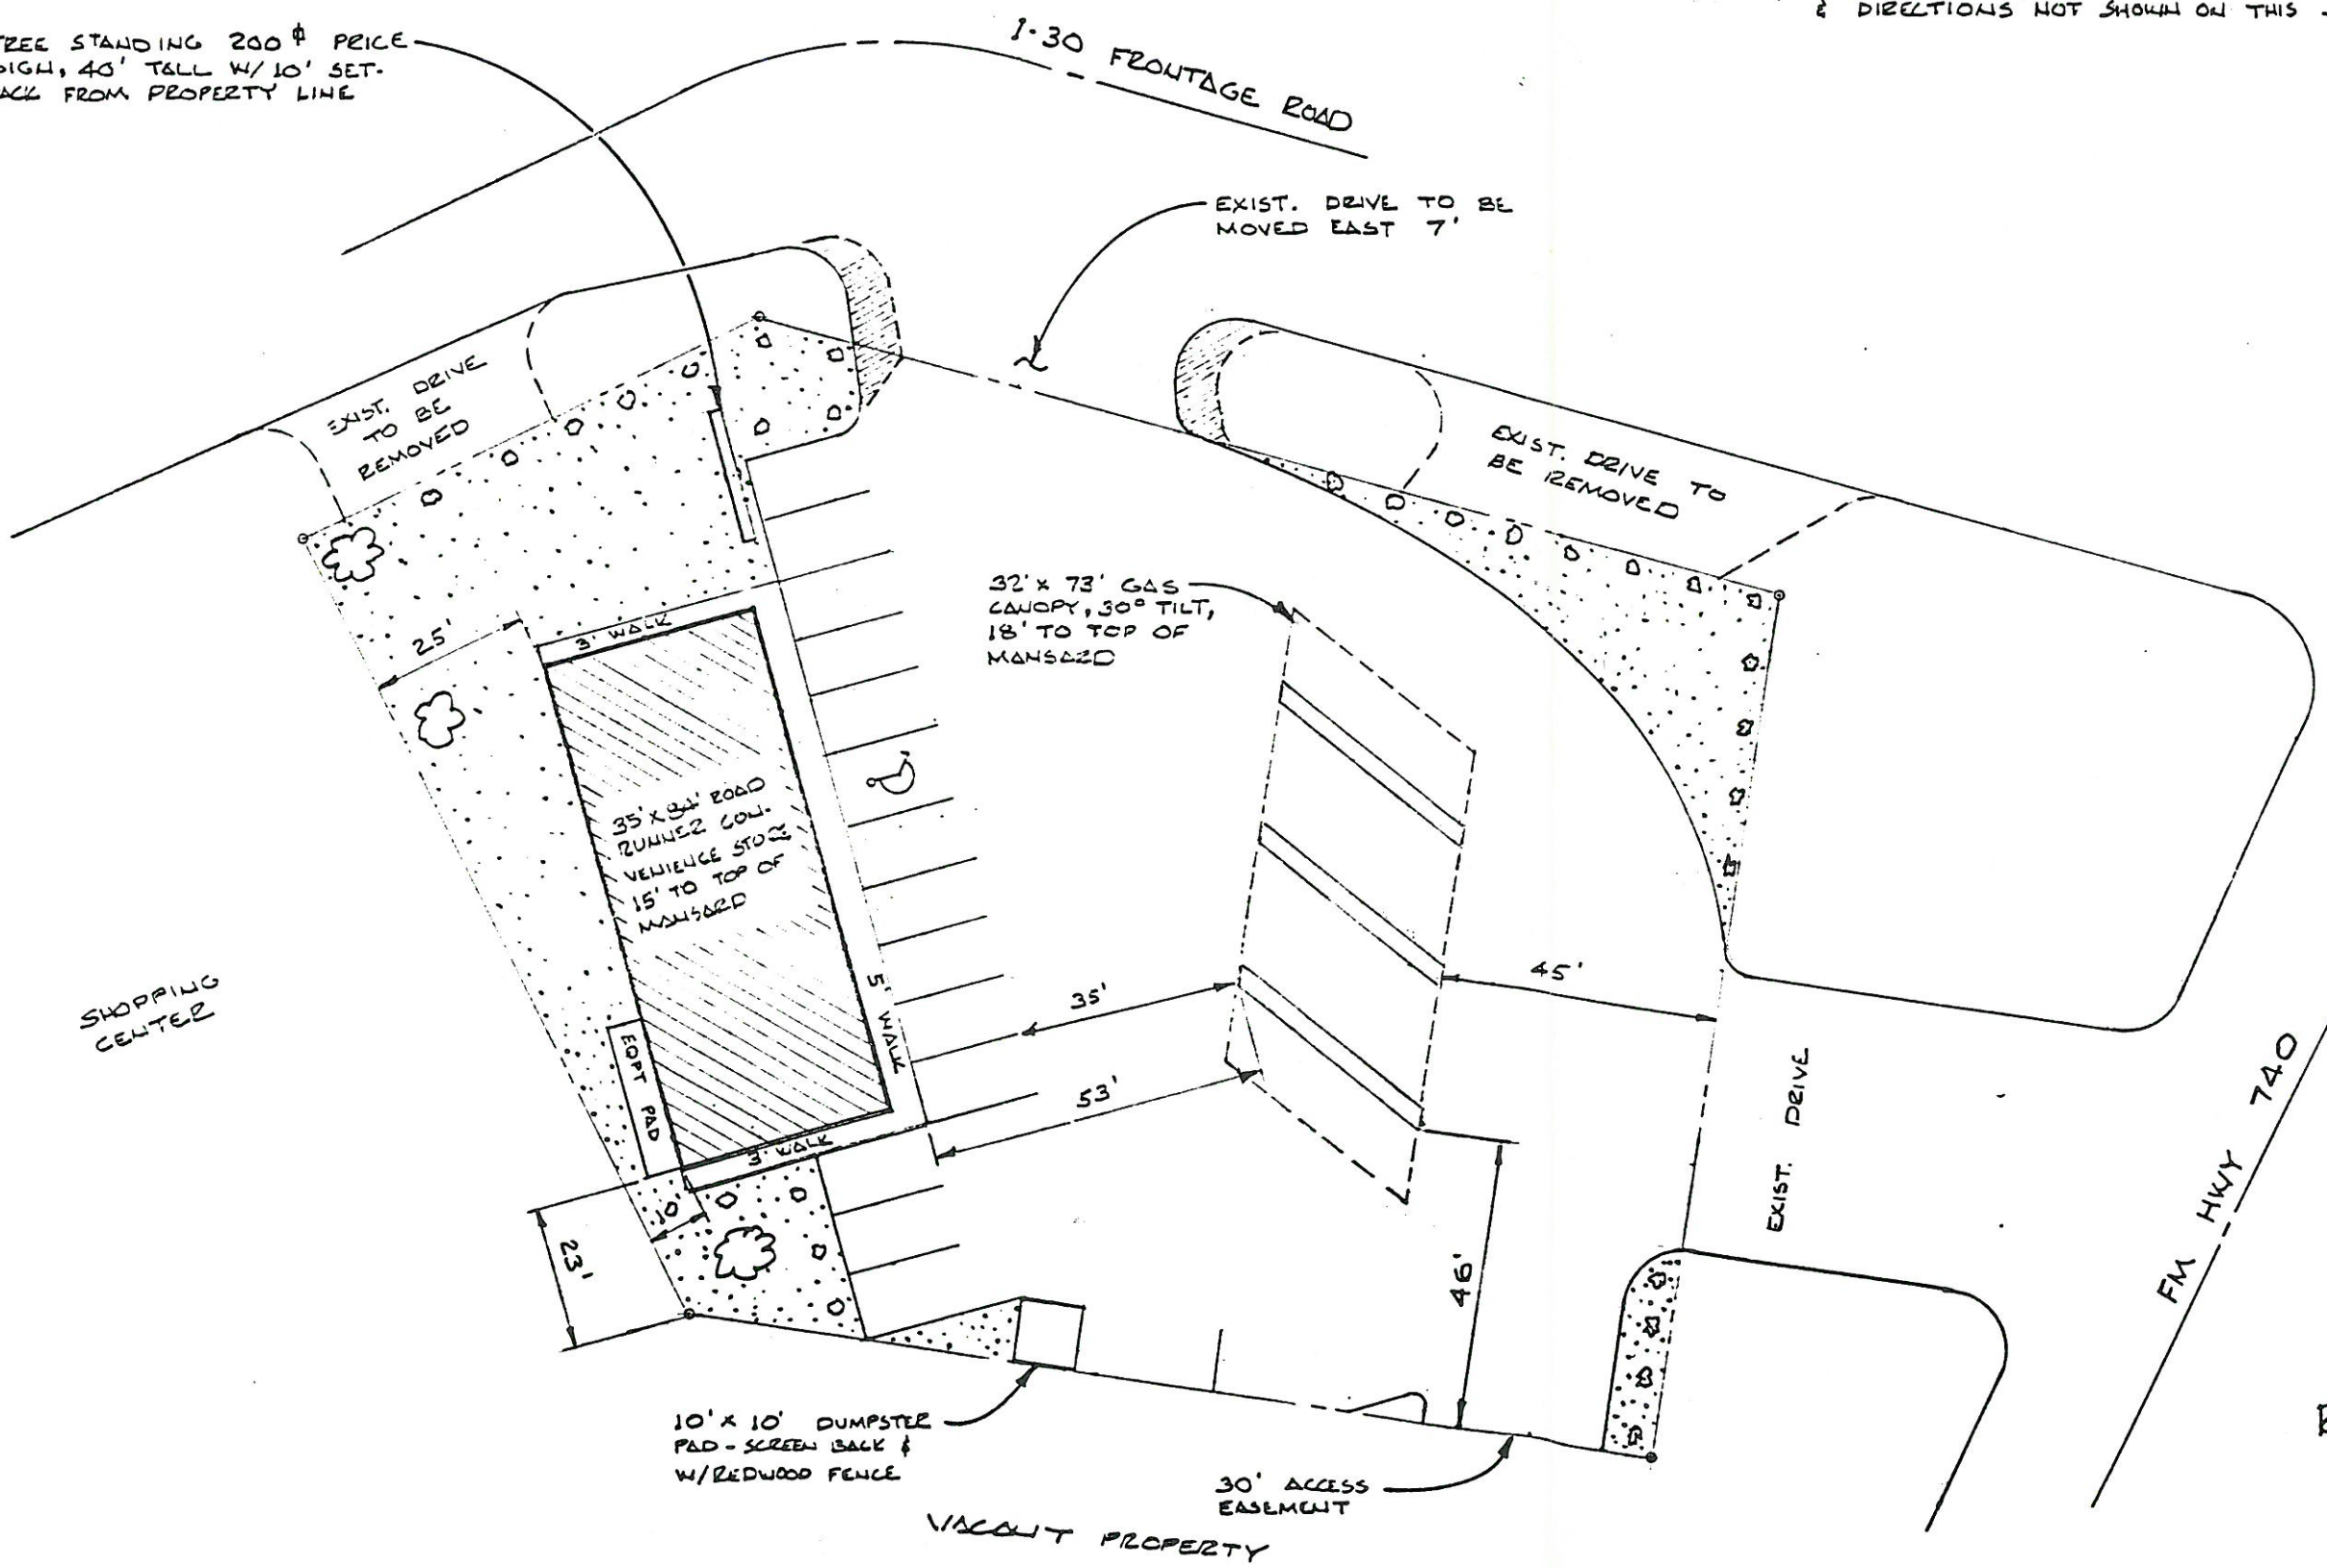 & DIRECTIONS NOT SHOWN ON THIS
FREE STANDING 200 ⌀ PRICE
SIGN, 40' TALL W/ 10' SET-
BACK FROM PROPERTY LINE
I-30 FRONTAGE ROAD
EXIST. DRIVE TO BE
MOVED EAST 7'
EXIST. DRIVE
TO BE
REMOVED
EXIST. DRIVE TO
BE REMOVED
32' x 73' GAS
CANOPY, 30° TILT,
18' TO TOP OF
MANSARD
25'
3' WALK
35' x
ROAD
RUNNER CON-
VENIENCE STORE
15' TO TOP OF
MANSARD
5' WALK
SHOPPING
CENTER
EQPT PAD
35'
45'
53'
3' WALK
10'
23'
46'
EXIST. DRIVE
FM HWY 740
10' x 10' DUMPSTER
PAD - SCREEN BACK &
W/ REDWOOD FENCE
30' ACCESS
EASEMENT
VACANT PROPERTY